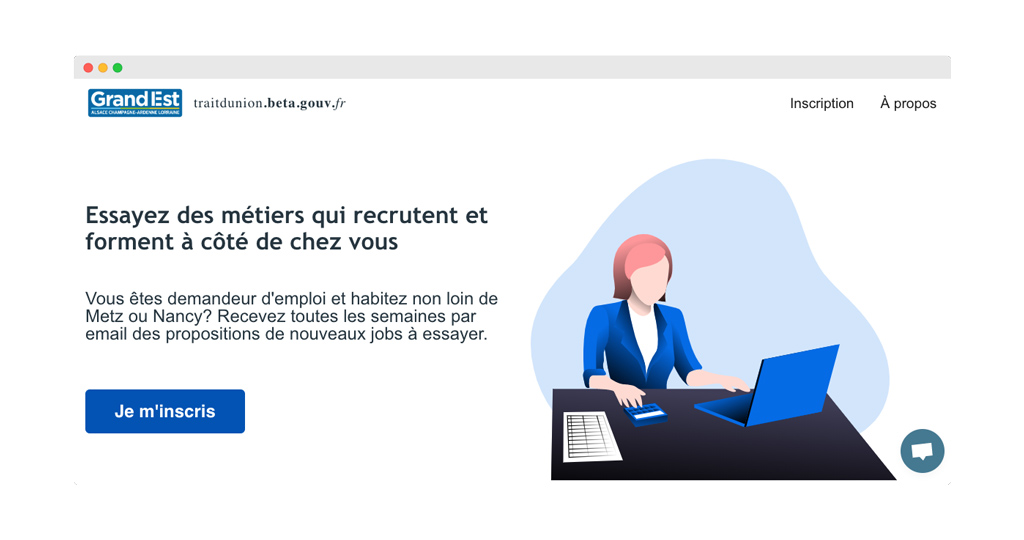 Grand Est
ALSACE CHAMPAGNE-ARDENNE LORRAINE
traitdunion.beta.gouv.fr
Inscription
À propos
Essayez des métiers qui recrutent et
forment à côté de chez vous
Vous êtes demandeur d'emploi et habitez non loin de
Metz ou Nancy? Recevez toutes les semaines par
email des propositions de nouveaux jobs à essayer.
Je m'inscris